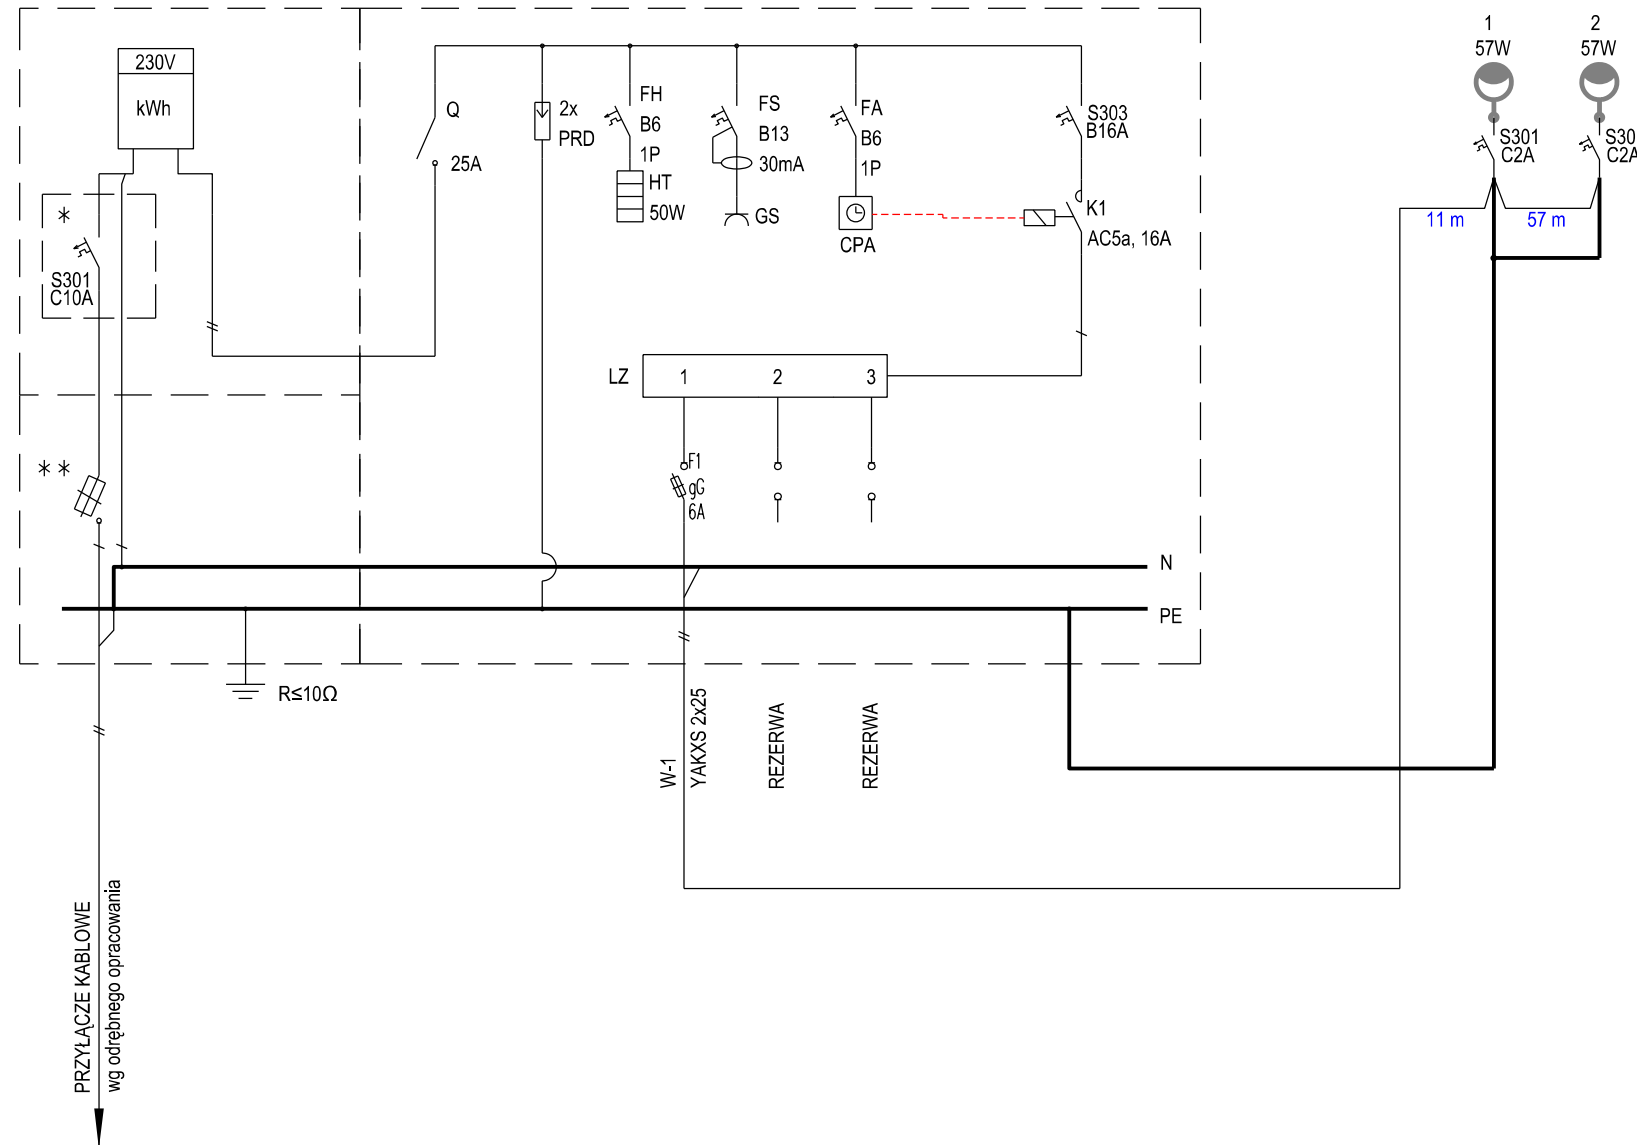 230V
kWh
*
S301
C10A
* *
Q
25A
2x
PRD
FH
B6
1P
HT
50W
FS
B13
30mA
GS
FA
B6
1P
CPA
S303
B16A
K1
AC5a, 16A
LZ
1
2
3
F1
gG
6A
N
PE
R≤10Ω
W-1
YAKXS 2x25
REZERWA
REZERWA
PRZYŁĄCZE KABLOWE
wg odrębnego opracowania
1
57W
S301
C2A
2
57W
S30
C2A
11 m
57 m